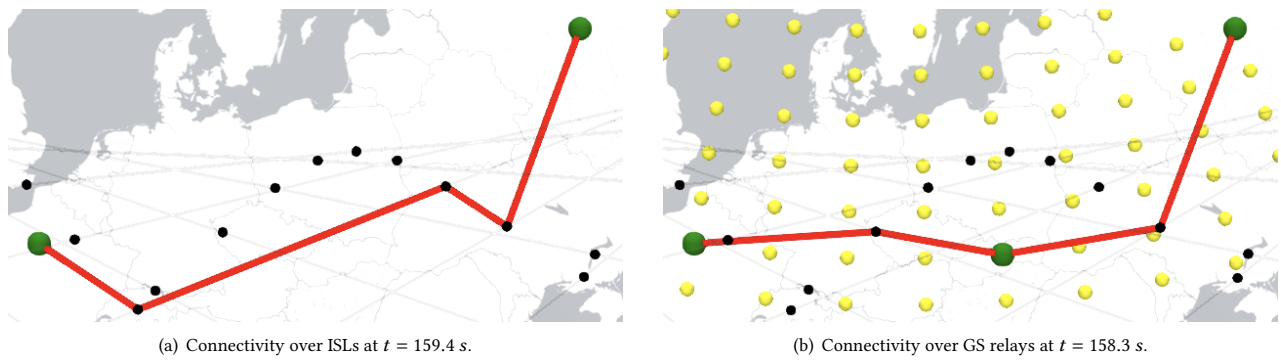 (a) Connectivity over ISLs at t = 159.4 s.
(b) Connectivity over GS relays at t = 158.3 s.